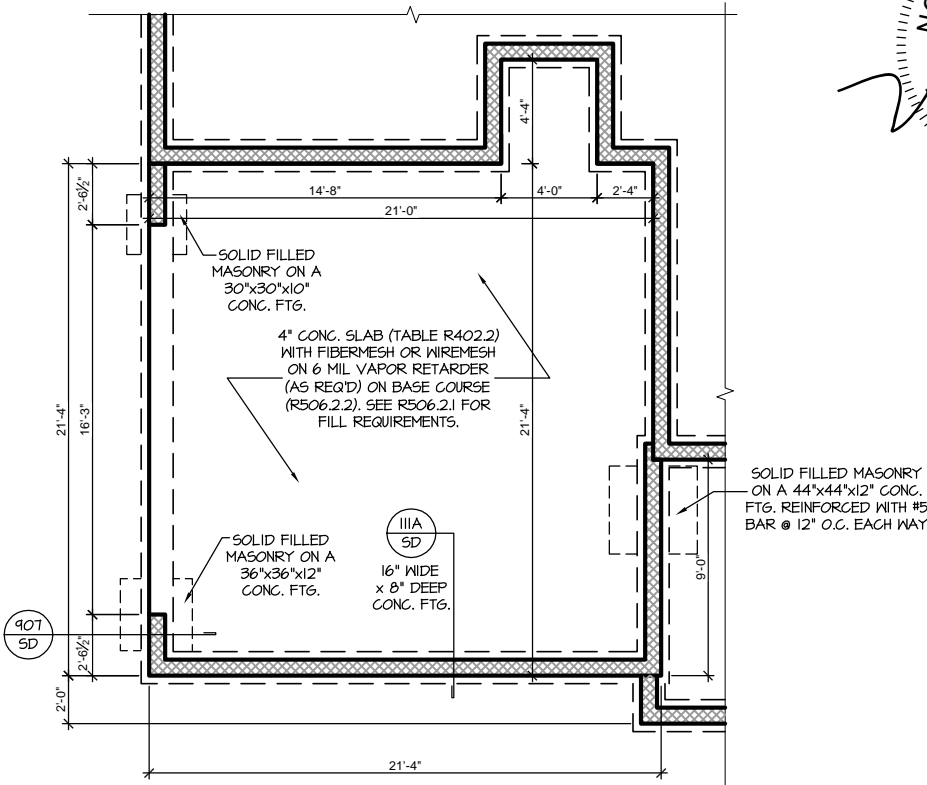 NO
4'-4"
14'-8"
4'-0"
2'-4"
21'-0"
2'-6½"
SOLID FILLED
MASONRY ON A
30"x30"x10"
CONC. FTG.
4" CONC. SLAB (TABLE R402.2)
WITH FIBERMESH OR WIREMESH
ON 6 MIL VAPOR RETARDER
(AS REQ'D) ON BASE COURSE
(R506.2.2). SEE R506.2.1 FOR
FILL REQUIREMENTS.
21'-4"
16'-3"
21'-4"
SOLID FILLED MASONRY
ON A 44"x44"x12" CONC.
FTG. REINFORCED WITH #5
BAR @ 12" O.C. EACH WAY
SOLID FILLED
MASONRY ON A
36"x36"x12"
CONC. FTG.
111A
SD
16" WIDE
x 8" DEEP
CONC. FTG.
9'-0"
907
SD
2'-6½"
2'-0"
21'-4"